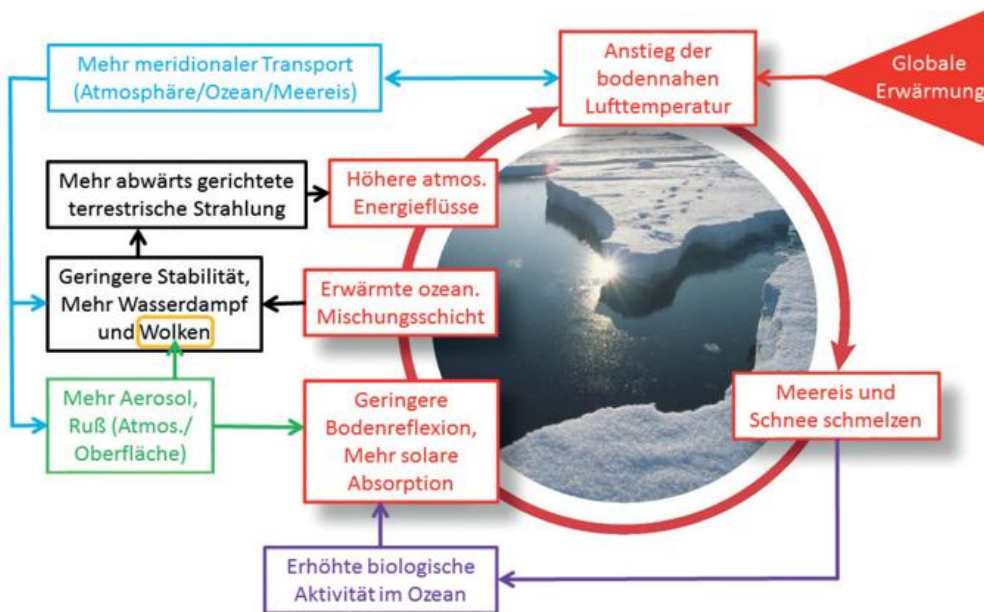 Mehr meridionaler Transport
(Atmosphäre/Ozean/Meereis)
Anstieg der
bodennahen
Lufttemperatur
Globale
Erwärmung
Mehr abwärts gerichtete
terrestrische Strahlung
Höhere atmos.
Energieflüsse
Geringere Stabilität,
Mehr Wasserdampf
und Wolken
Erwärmte ozean.
Mischungsschicht
Mehr Aerosol,
Ruß (Atmos./
Oberfläche)
Geringere
Bodenreflexion,
Mehr solare
Absorption
Meereis und
Schnee schmelzen
Erhöhte biologische
Aktivität im Ozean